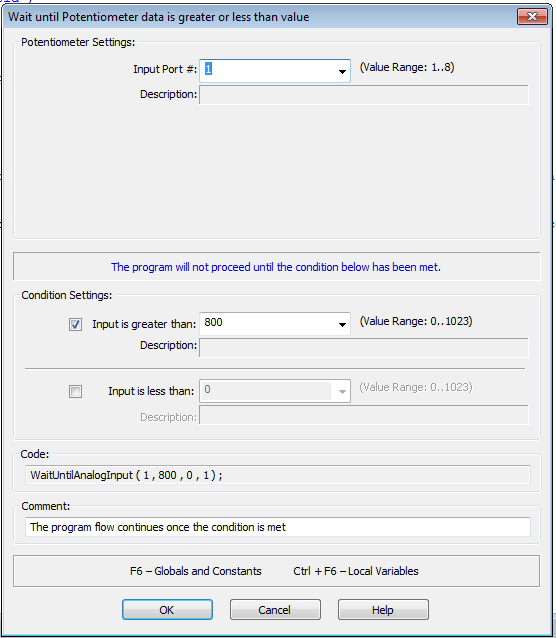 Wait until Potentiometer data is greater or less than value
Potentiometer Settings:
Input Port #: 1 (Value Range: 1..8)
Description:
The program will not proceed until the condition below has been met.
Condition Settings:
Input is greater than: 800 (Value Range: 0..1023)
Description:
Input is less than: 0 (Value Range: 0..1023)
Description:
Code:
WaitUntilAnalogInput ( 1 , 800 , 0 , 1 ) ;
Comment:
The program flow continues once the condition is met
F6 – Globals and Constants Ctrl + F6 – Local Variables
OK Cancel Help